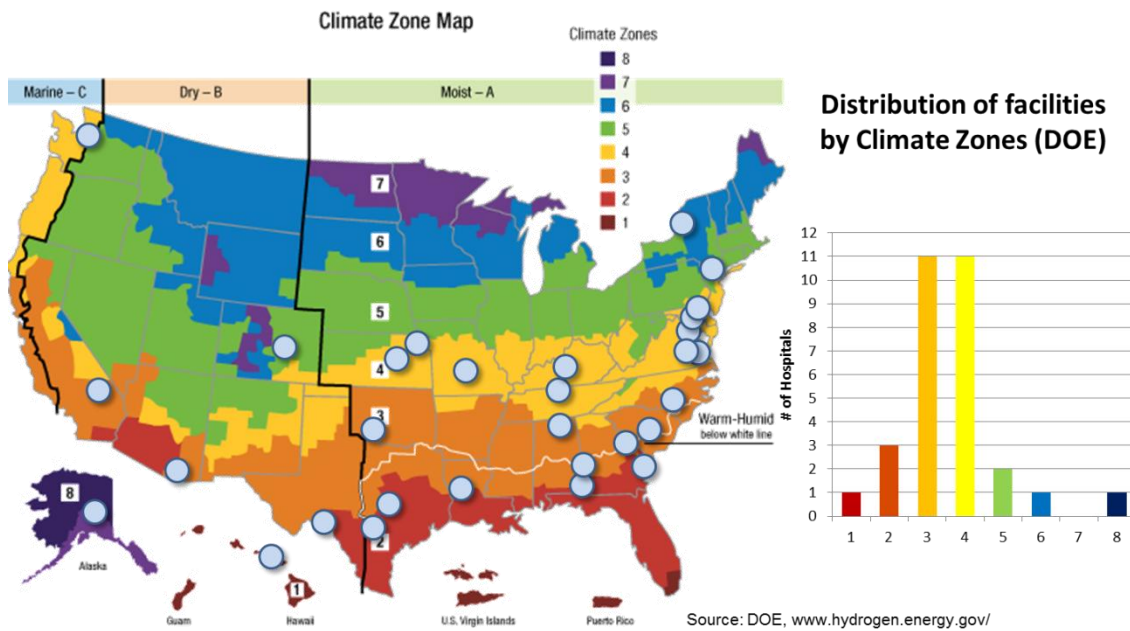 Climate Zone Map
Climate Zones
8
7
6
5
4
3
2
1
Marine – C
Dry – B
Moist – A
7
6
5
4
3
2
Warm-Humid
below white line
8
Alaska
Guam
1
Hawaii
U.S. Virgin Islands
Puerto Rico
Distribution of facilities
by Climate Zones (DOE)
# of Hospitals
12
11
10
9
8
7
6
5
4
3
2
1
0
1 2 3 4 5 6 7 8
Source: DOE, www.hydrogen.energy.gov/